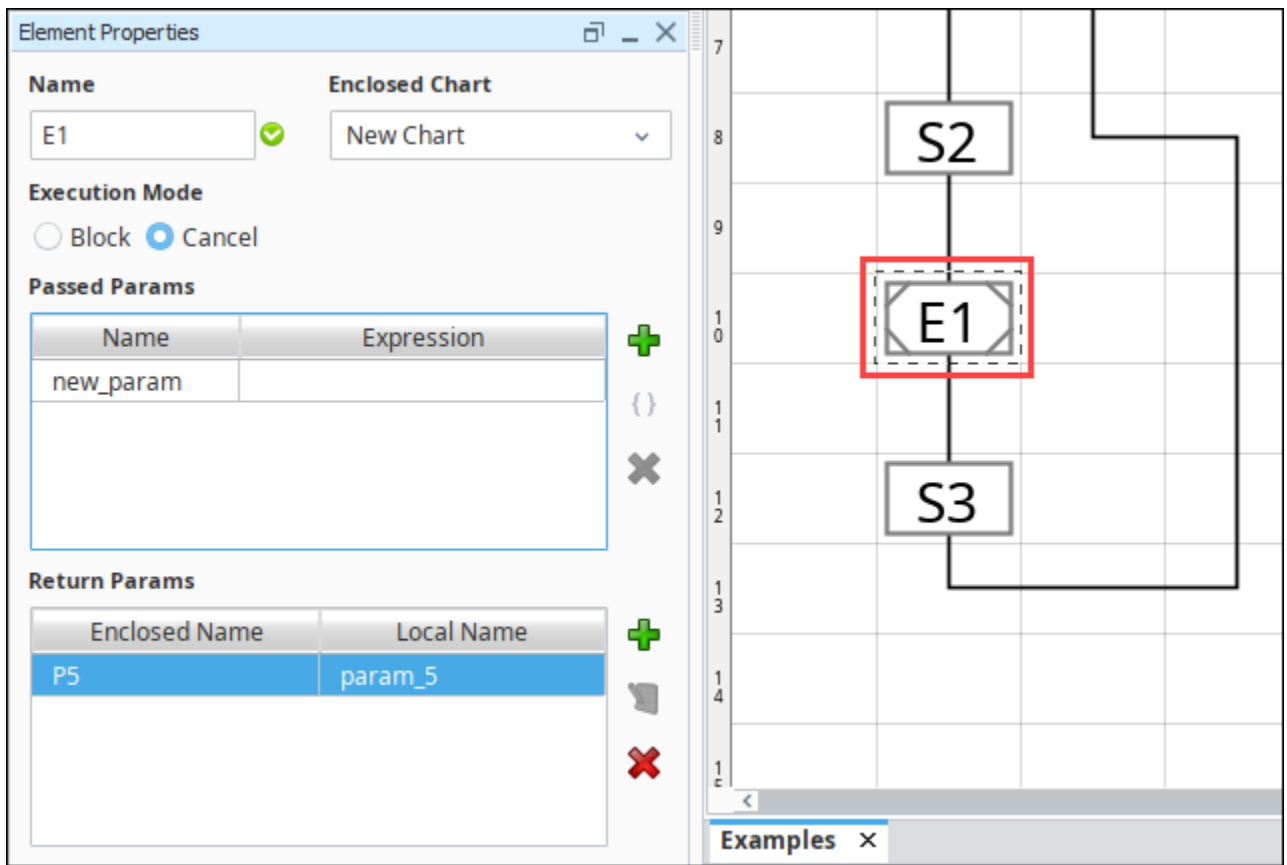 Element Properties
Name
Enclosed Chart
E1
New Chart
Execution Mode
Block
Cancel
Passed Params
Name
Expression
new_param
{}
Return Params
Enclosed Name
Local Name
P5
param_5
7
8
9
10
11
12
13
14
15
S2
E1
S3
Examples